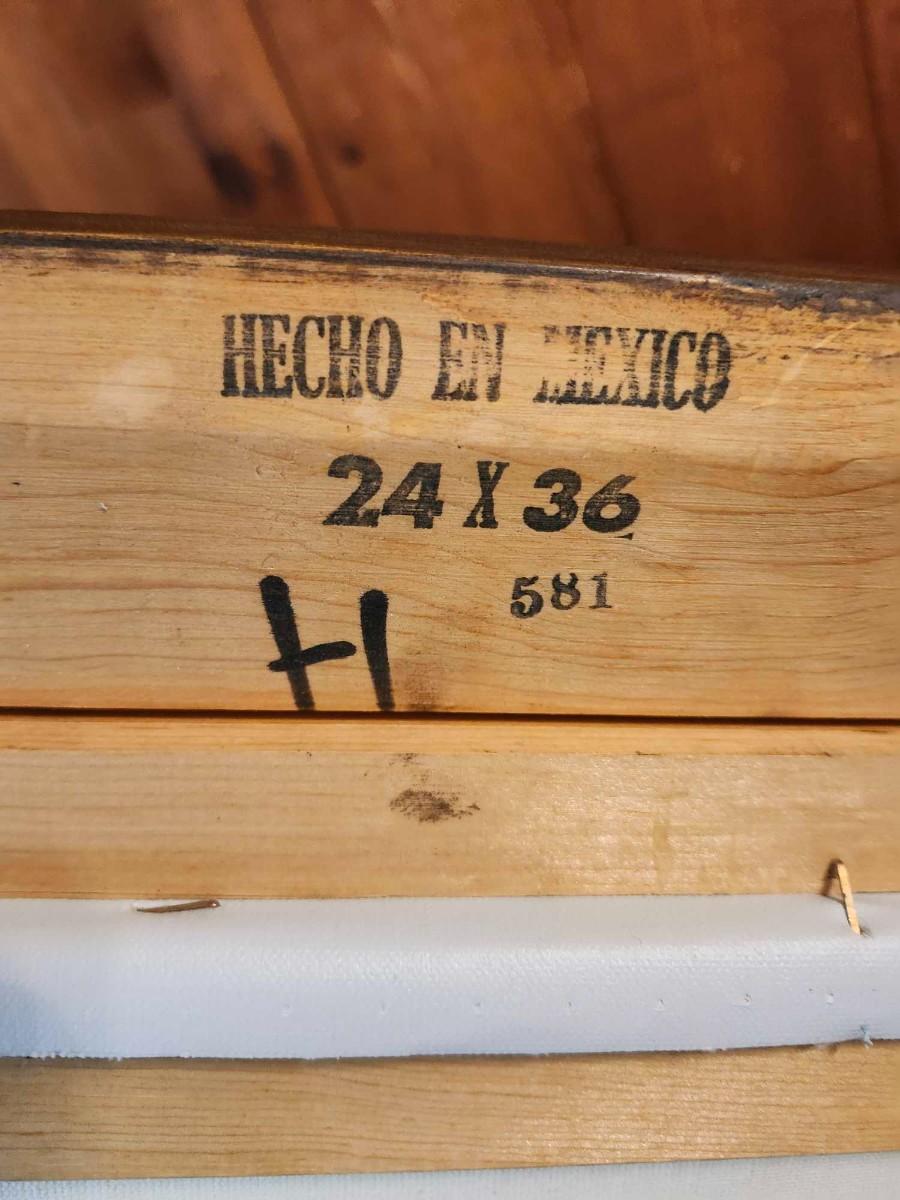 HECHO EN MEXICO
24 X 36
581
H